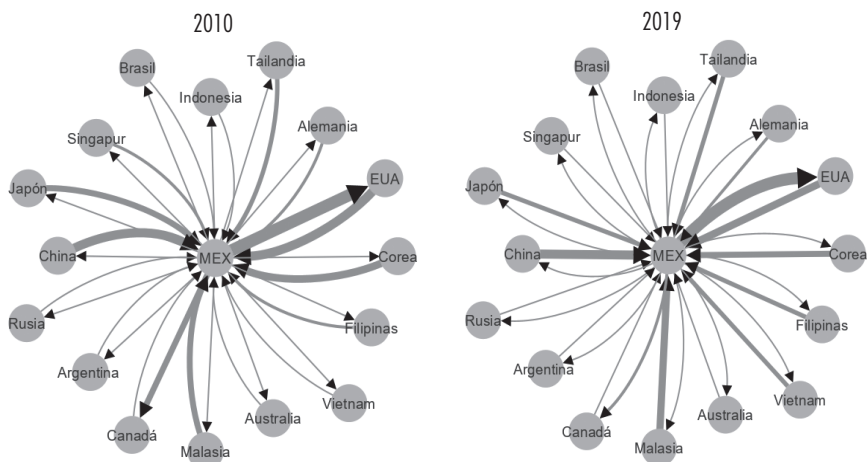 2010
Brasil
Tailandia
Indonesia
Singapur
Alemania
Japón
EUA
China
MEX
Corea
Rusia
Filipinas
Argentina
Vietnam
Canadá
Australia
Malasia
2019
Brasil
Tailandia
Indonesia
Singapur
Alemania
Japón
EUA
China
MEX
Corea
Rusia
Filipinas
Argentina
Vietnam
Canadá
Australia
Malasia